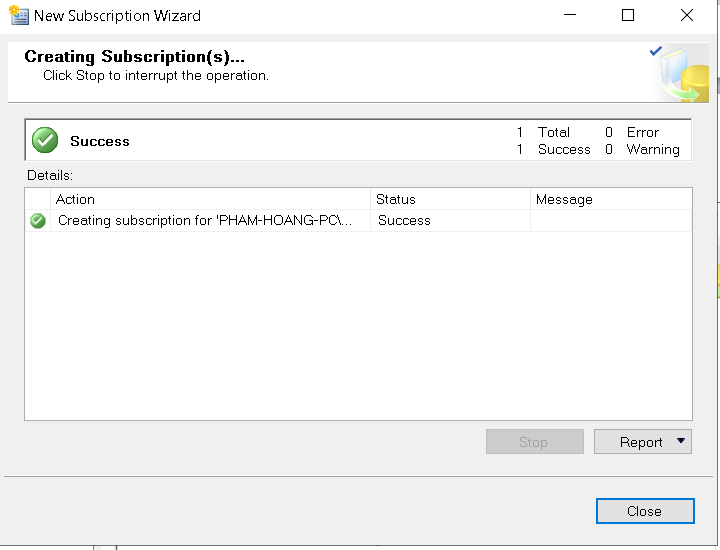 New Subscription Wizard
Creating Subscription(s)...
Click Stop to interrupt the operation.
Success
1 Total 0 Error
1 Success 0 Warning
Details:
Action Status Message
Creating subscription for 'PHAM-HOANG-PC\... Success
Stop Report
Close